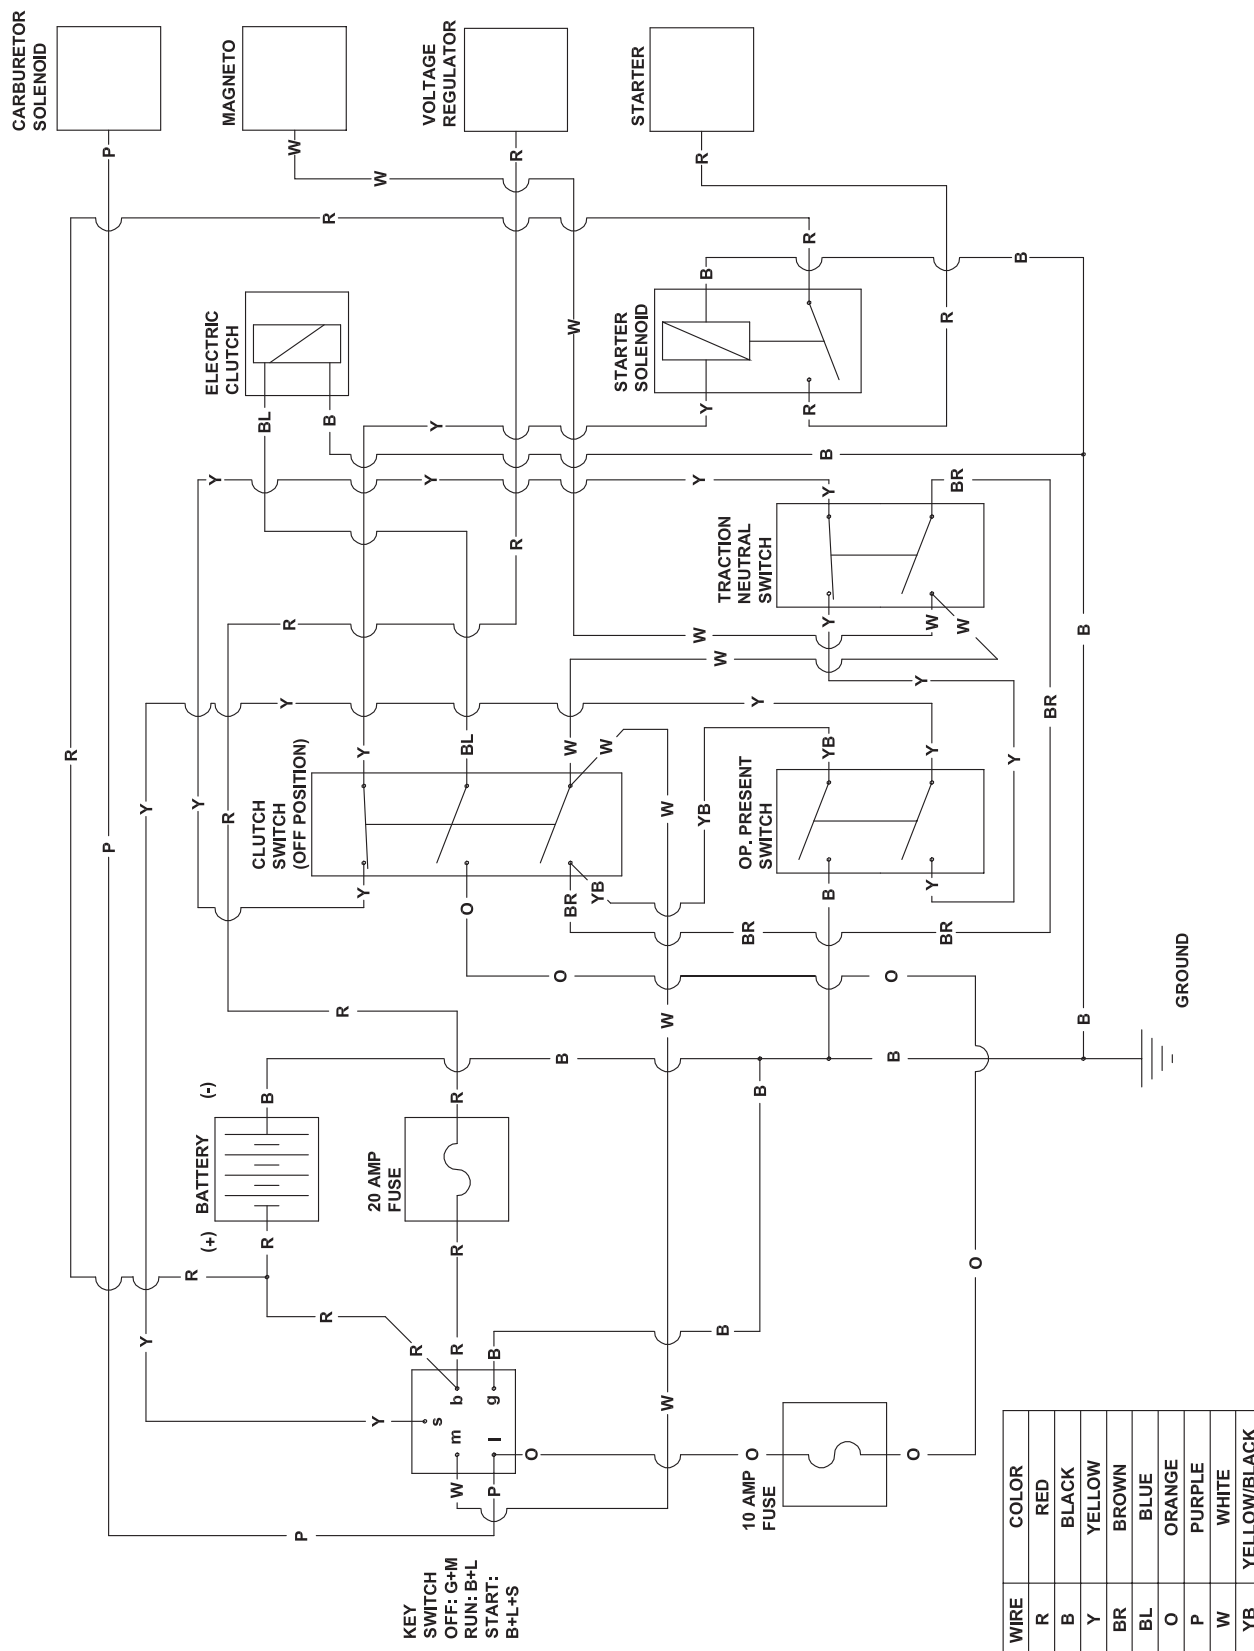 CARBURETOR
SOLENOID
MAGNETO
VOLTAGE
REGULATOR
STARTER
P
W
W
R
R
R
R
R
B
B
ELECTRIC
CLUTCH
STARTER
SOLENOID
W
R
BL
B
Y
Y
R
B
Y
Y
Y
Y
BR
R
TRACTION
NEUTRAL
SWITCH
R
Y
W
W
W
W
B
Y
Y
Y
BR
R
Y
BL
W
W
YB
Y
Y
CLUTCH
SWITCH
(OFF POSITION)
OP. PRESENT
SWITCH
Y
Y
R
W
YB
P
Y
O
BR
YB
B
Y
BR
BR
O
O
GROUND
R
W
B
B
B
B
(-)
B
R
BATTERY
20 AMP
FUSE
(+)
R
R
R
O
R
Y
R
R
B
B
b
g
s
m
l
Y
W
W
P
O
O
O
10 AMP
FUSE
P
KEY
SWITCH
OFF: G+M
RUN: B+L
START:
B+L+S
WIRE COLOR
R RED
B BLACK
Y YELLOW
BR BROWN
BL BLUE
O ORANGE
P PURPLE
W WHITE
YB YELLOW/BLACK